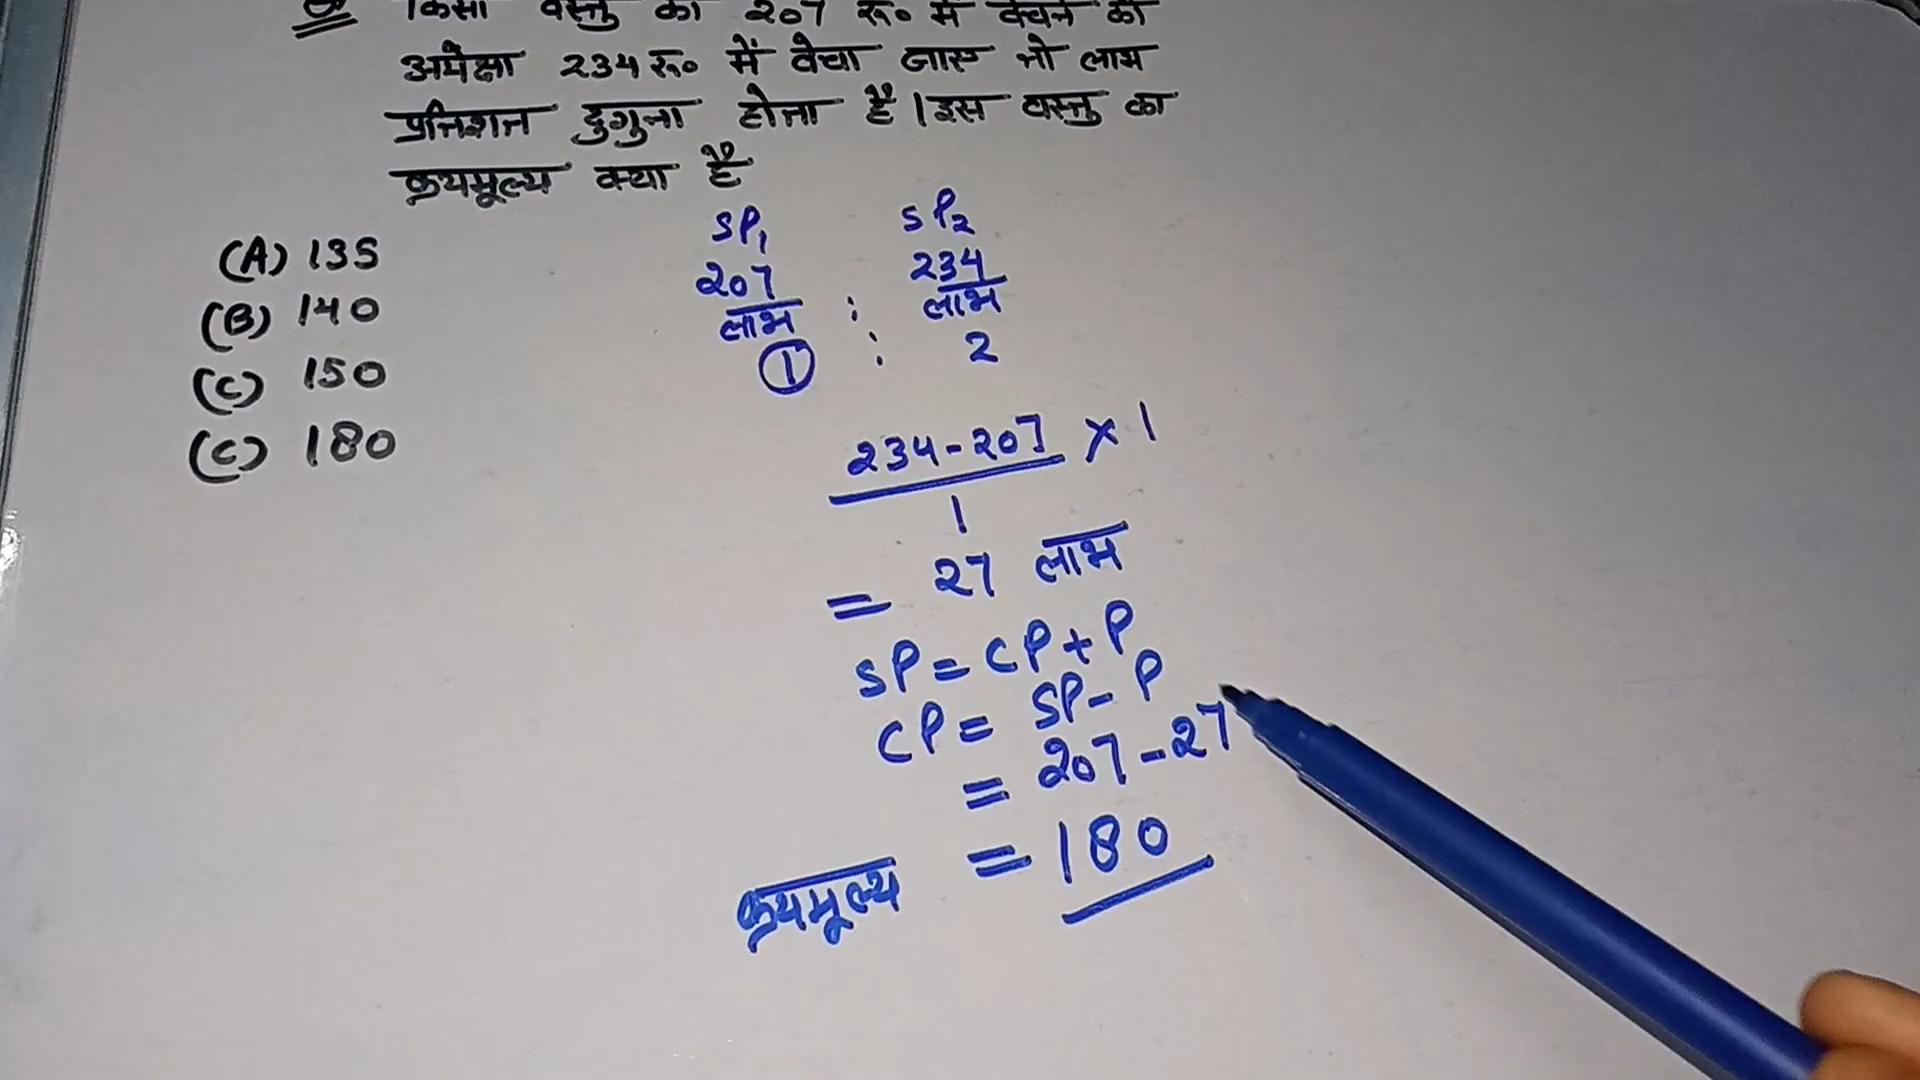 Q किसी वस्तु को 207 रू० में बेचने की
अपेक्षा 234 रू० में बेचा जाए तो लाभ
प्रतिशत दुगुना होता है। इस वस्तु का
क्रयमूल्य क्या है
(A) 135
(B) 140
(C) 150
(C) 180
SP₁ SP₂
207 234
लाभ : लाभ
1 : 2
234-207 × 1
1
= 27 लाभ
SP = CP + P
CP = SP - P
= 207 - 27
क्रयमूल्य = 180